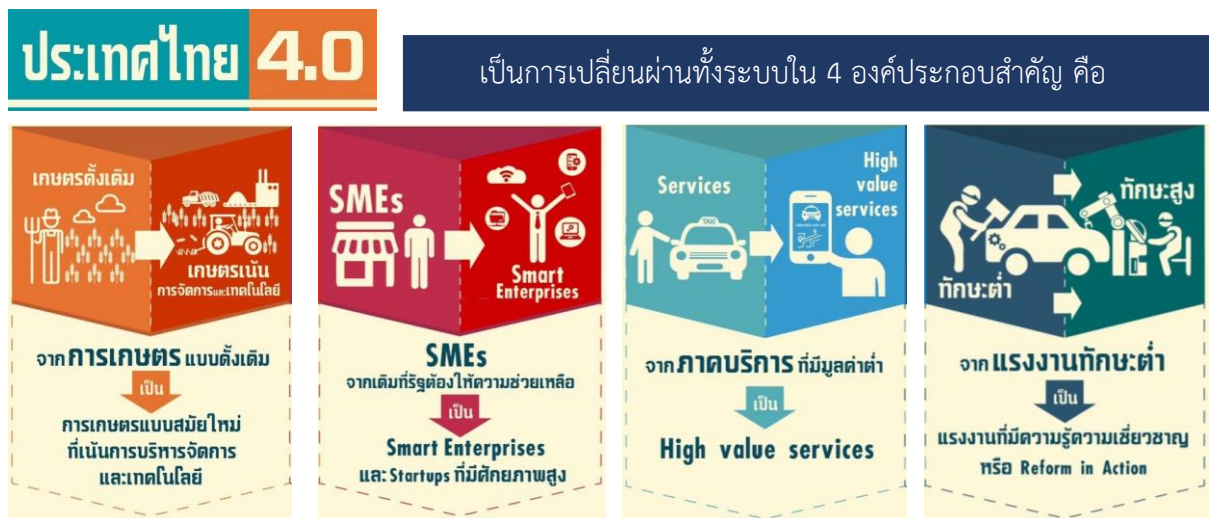 ประเทศไทย 4.0
เป็นการเปลี่ยนผ่านทั้งระบบใน 4 องค์ประกอบสำคัญ คือ
เกษตรดั้งเดิม
เกษตรเน้น
การจัดการและเทคโนโลยี
จาก การเกษตร แบบดั้งเดิม
เป็น
การเกษตรแบบสมัยใหม่
ที่เน้นการบริหารจัดการ
และเทคโนโลยี
SMEs
Smart
Enterprises
SMEs
จากเดิมที่รัฐต้องให้ความช่วยเหลือ
เป็น
Smart Enterprises
และ Startups ที่มีศักยภาพสูง
Services
TAXI
High
value
services
จาก ภาคบริการ ที่มีมูลค่าต่ำ
เป็น
High value services
ทักษะต่ำ
ทักษะสูง
จาก แรงงานทักษะต่ำ
เป็น
แรงงานที่มีความรู้ความเชี่ยวชาญ
หรือ Reform in Action